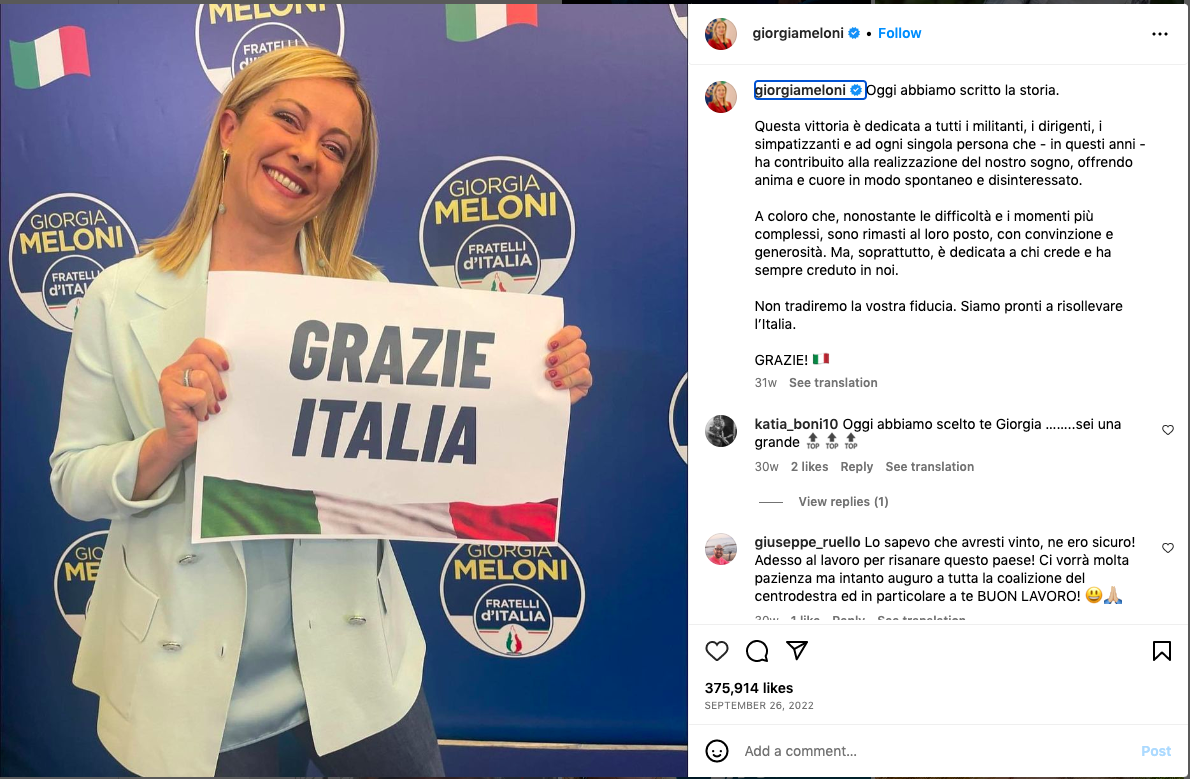 MELONI
FRATELLI
GIORGIA
MELONI
FRATELLI
d'ITALIA
GIORGIA
MELONI
FRATELLI
d'ITALIA
GRAZIE
ITALIA
GIORGIA
MELONI
FRATELLI
d'ITALIA
giorgiameloni • Follow
giorgiameloni Oggi abbiamo scritto la storia.
Questa vittoria è dedicata a tutti i militanti, i dirigenti, i
simpatizzanti e ad ogni singola persona che - in questi anni -
ha contribuito alla realizzazione del nostro sogno, offrendo
anima e cuore in modo spontaneo e disinteressato.
A coloro che, nonostante le difficoltà e i momenti più
complessi, sono rimasti al loro posto, con convinzione e
generosità. Ma, soprattutto, è dedicata a chi crede e ha
sempre creduto in noi.
Non tradiremo la vostra fiducia. Siamo pronti a risollevare
l'Italia.
GRAZIE! 🇮🇹
31w See translation
katia_boni10 Oggi abbiamo scelto te Giorgia ........sei una
grande 🔝🔝🔝
30w 2 likes Reply See translation
View replies (1)
giuseppe_ruello Lo sapevo che avresti vinto, ne ero sicuro!
Adesso al lavoro per risanare questo paese! Ci vorrà molta
pazienza ma intanto auguro a tutta la coalizione del
centrodestra ed in particolare a te BUON LAVORO! 😃🙏🏼
30w 1 like Reply See translation
375,914 likes
SEPTEMBER 26, 2022
Add a comment...
Post